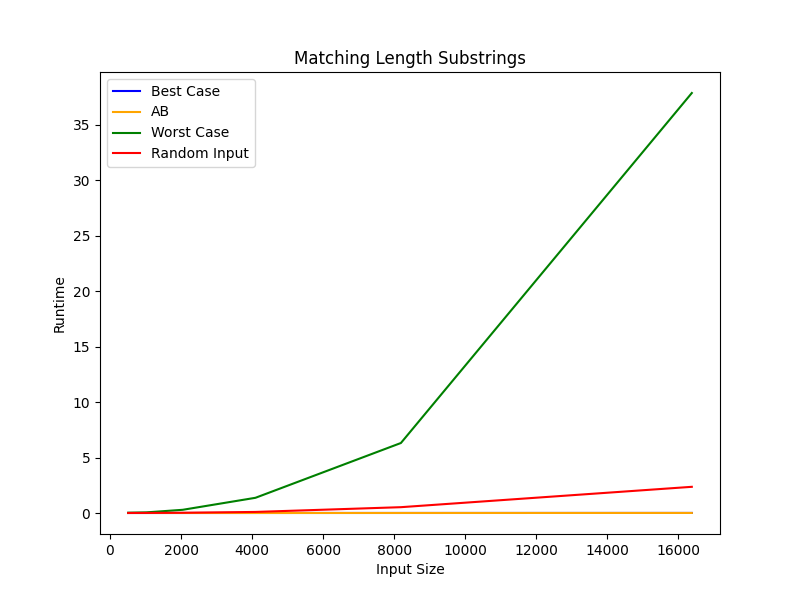 Matching Length Substrings
Best Case
AB
Worst Case
Random Input
35
30
25
20
15
10
5
0
Runtime
0 2000 4000 6000 8000 10000 12000 14000 16000
Input Size